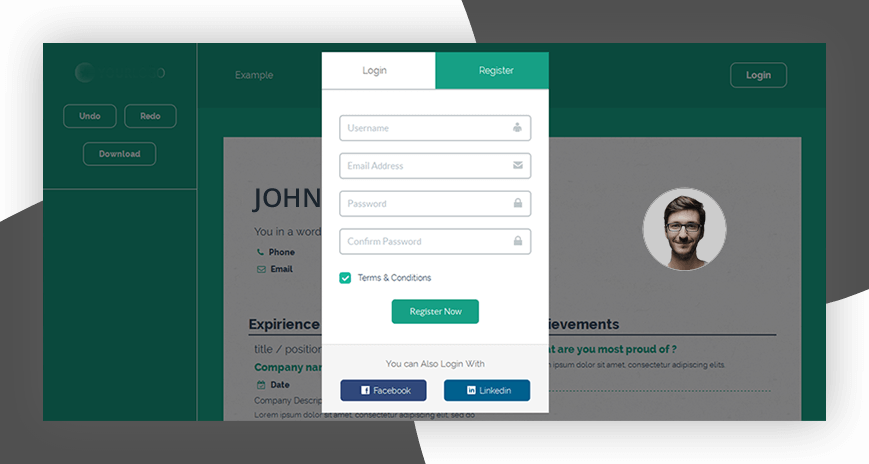 Undo
Redo
Download
Example
Login
Login
Register
Username
Email Address
Password
Confirm Password
Terms & Conditions
Register Now
You can Also Login With
Facebook
Linkedin
JOHN
You in a word
Phone
Email
Expirience
title / position
Company
Date
Company
Lorem ipsum dolor sit amet, consectetur adipiscing elit, sed do
are you most proud of ?
ipsum dolor sit amet, consectetur adipiscing elits.